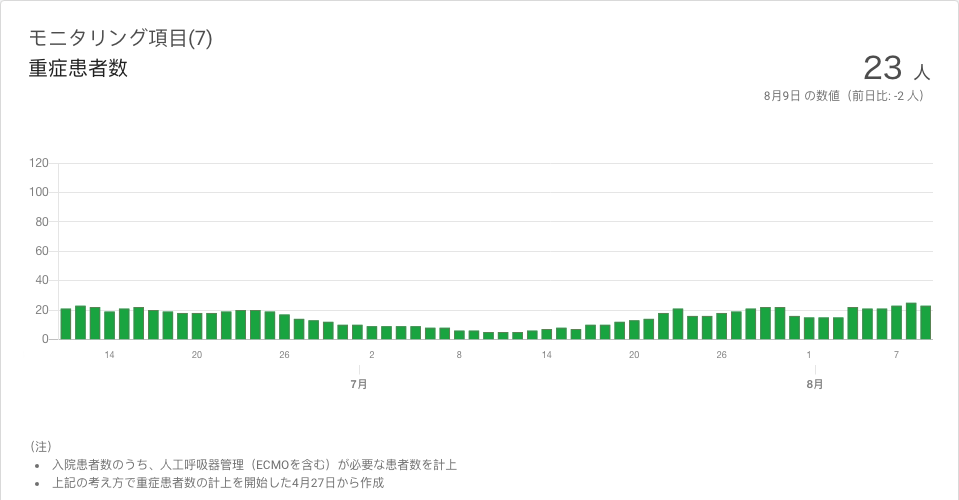 モニタリング項目(7)
重症患者数
23 人
8月9日 の数値（前日比: -2 人）
120
100
80
60
40
20
0
14 20 26 2 8 14 20 26 1 7
7月 8月
（注）
• 入院患者数のうち、人工呼吸器管理（ECMOを含む）が必要な患者数を計上
• 上記の考え方で重症患者数の計上を開始した4月27日から作成